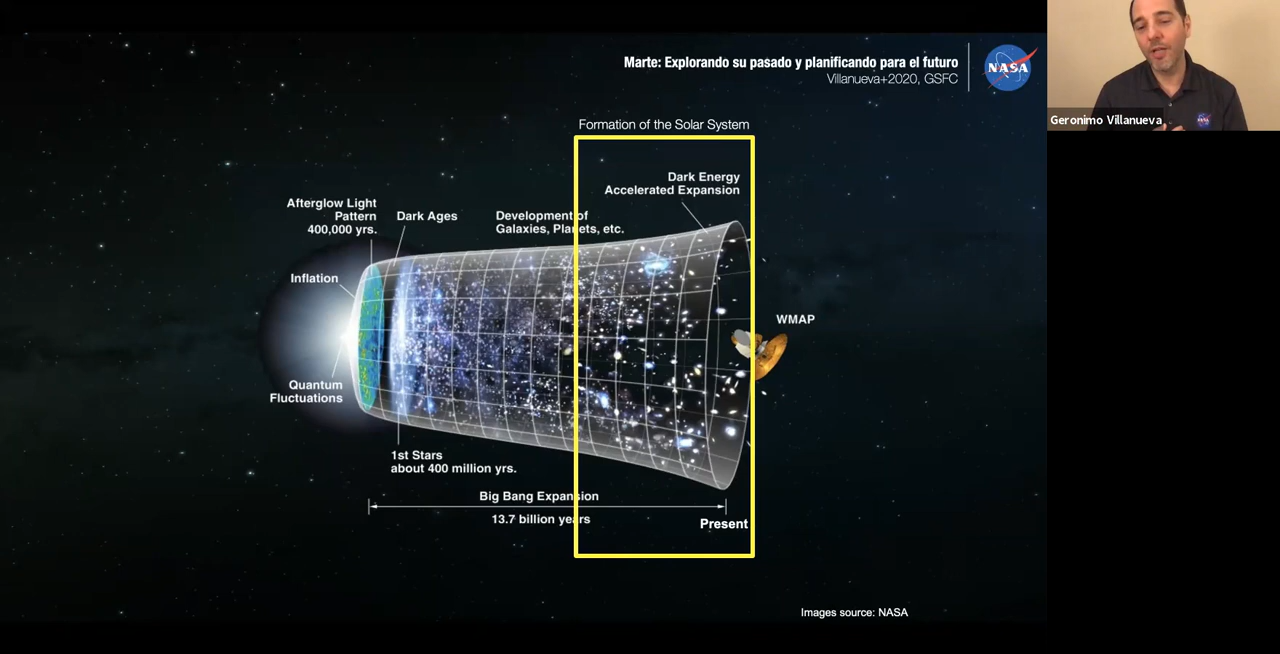 Marte: Explorando su pasado y planificando para el futuro
Villanueva+2020, GSFC
NASA
Geronimo Villanueva
Formation of the Solar System
Dark Energy
Accelerated Expansion
Afterglow Light
Pattern
400,000 yrs.
Dark Ages
Development of
Galaxies, Planets, etc.
Inflation
WMAP
Quantum
Fluctuations
1st Stars
about 400 million yrs.
Big Bang Expansion
13.7 billion years
Present
Images source: NASA